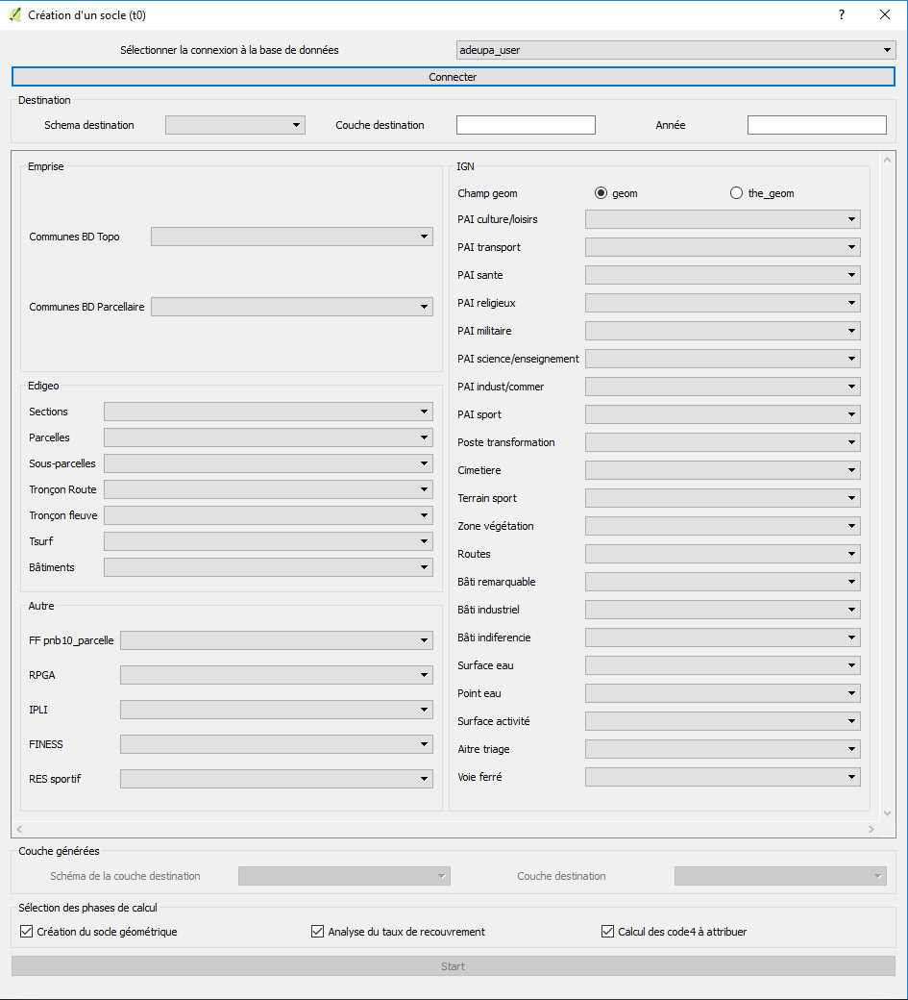 Création d'un socle (t0)
?
Sélectionner la connexion à la base de données
adeupa_user
Connecter
Destination
Schema destination
Couche destination
Année
Emprise
Communes BD Topo
Communes BD Parcellaire
Edigeo
Sections
Parcelles
Sous-parcelles
Tronçon Route
Tronçon fleuve
Tsurf
Bâtiments
Autre
FF pnb10_parcelle
RPGA
IPLI
FINESS
RES sportif
IGN
Champ geom
geom
the_geom
PAI culture/loisirs
PAI transport
PAI sante
PAI religieux
PAI militaire
PAI science/enseignement
PAI indust/commer
PAI sport
Poste transformation
Cimetiere
Terrain sport
Zone végétation
Routes
Bâti remarquable
Bâti industriel
Bâti indiferencie
Surface eau
Point eau
Surface activité
Aitre triage
Voie ferré
Couche générées
Schéma de la couche destination
Couche destination
Sélection des phases de calcul
Création du socle géométrique
Analyse du taux de recouvrement
Calcul des code4 à attribuer
Start